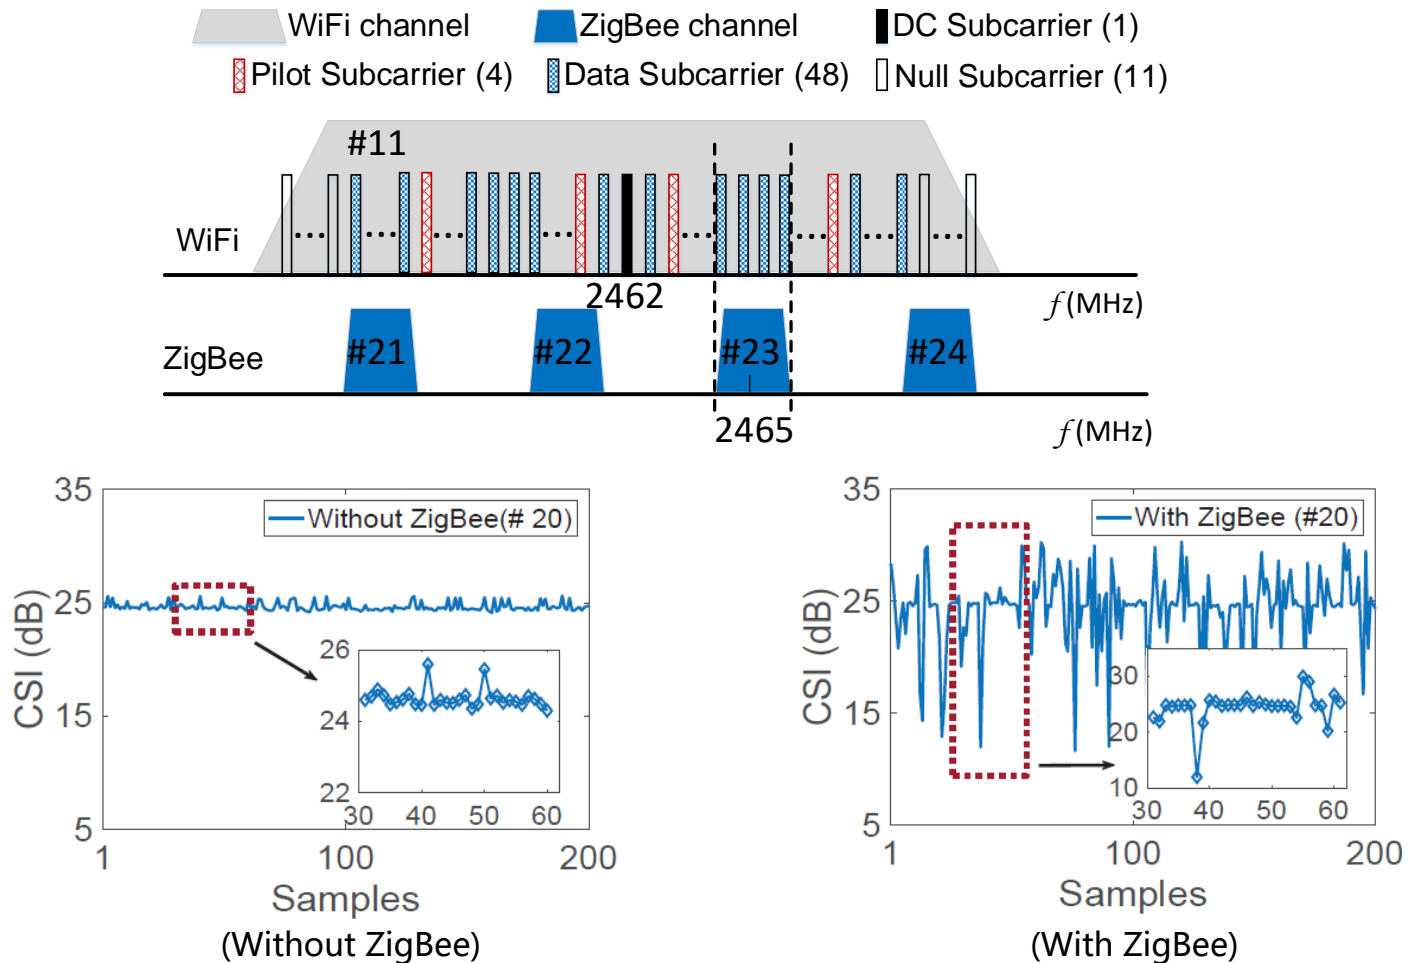 WiFi channel ZigBee channel DC Subcarrier (1)
Pilot Subcarrier (4) Data Subcarrier (48) Null Subcarrier (11)
#11
WiFi
2462
f(MHz)
ZigBee
#21 #22 #23 #24
2465
f(MHz)
35
25
15
5
CSI (dB)
Without ZigBee(# 20)
26
24
22
30 40 50 60
1 100 200
Samples
(Without ZigBee)
35
25
15
5
CSI (dB)
With ZigBee (#20)
30
20
10
30 40 50 60
1 100 200
Samples
(With ZigBee)